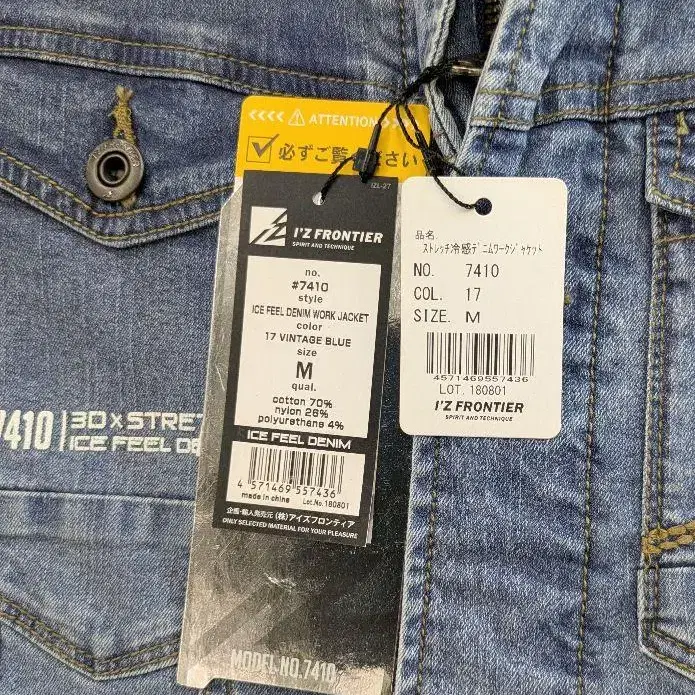 <<<< ⚠ ATTENTION >>
必ずご覧ください
IZL-27
I'Z FRONTIER
SPIRIT AND TECHNIQUE
no.
#7410
style
ICE FEEL DENIM WORK JACKET
color
17 VINTAGE BLUE
size
M
qual.
cotton 70%
nylon 26%
polyurethane 4%
ICE FEEL DENIM
4 571469 557436
made in china Lot.No.180801
企画・輸入発売元 (株)アイズフロンティア
ONLY SELECTED MATERIAL FOR YOUR PLEASURE
MODEL NO.7410
品名.
ストレッチ冷感デニムワークジャケット
NO. 7410
COL. 17
SIZE. M
4571469557436
LOT. 180801
I'Z FRONTIER
SPIRIT AND TECHNIQUE
7410 3D×STRET
ICE FEEL DE